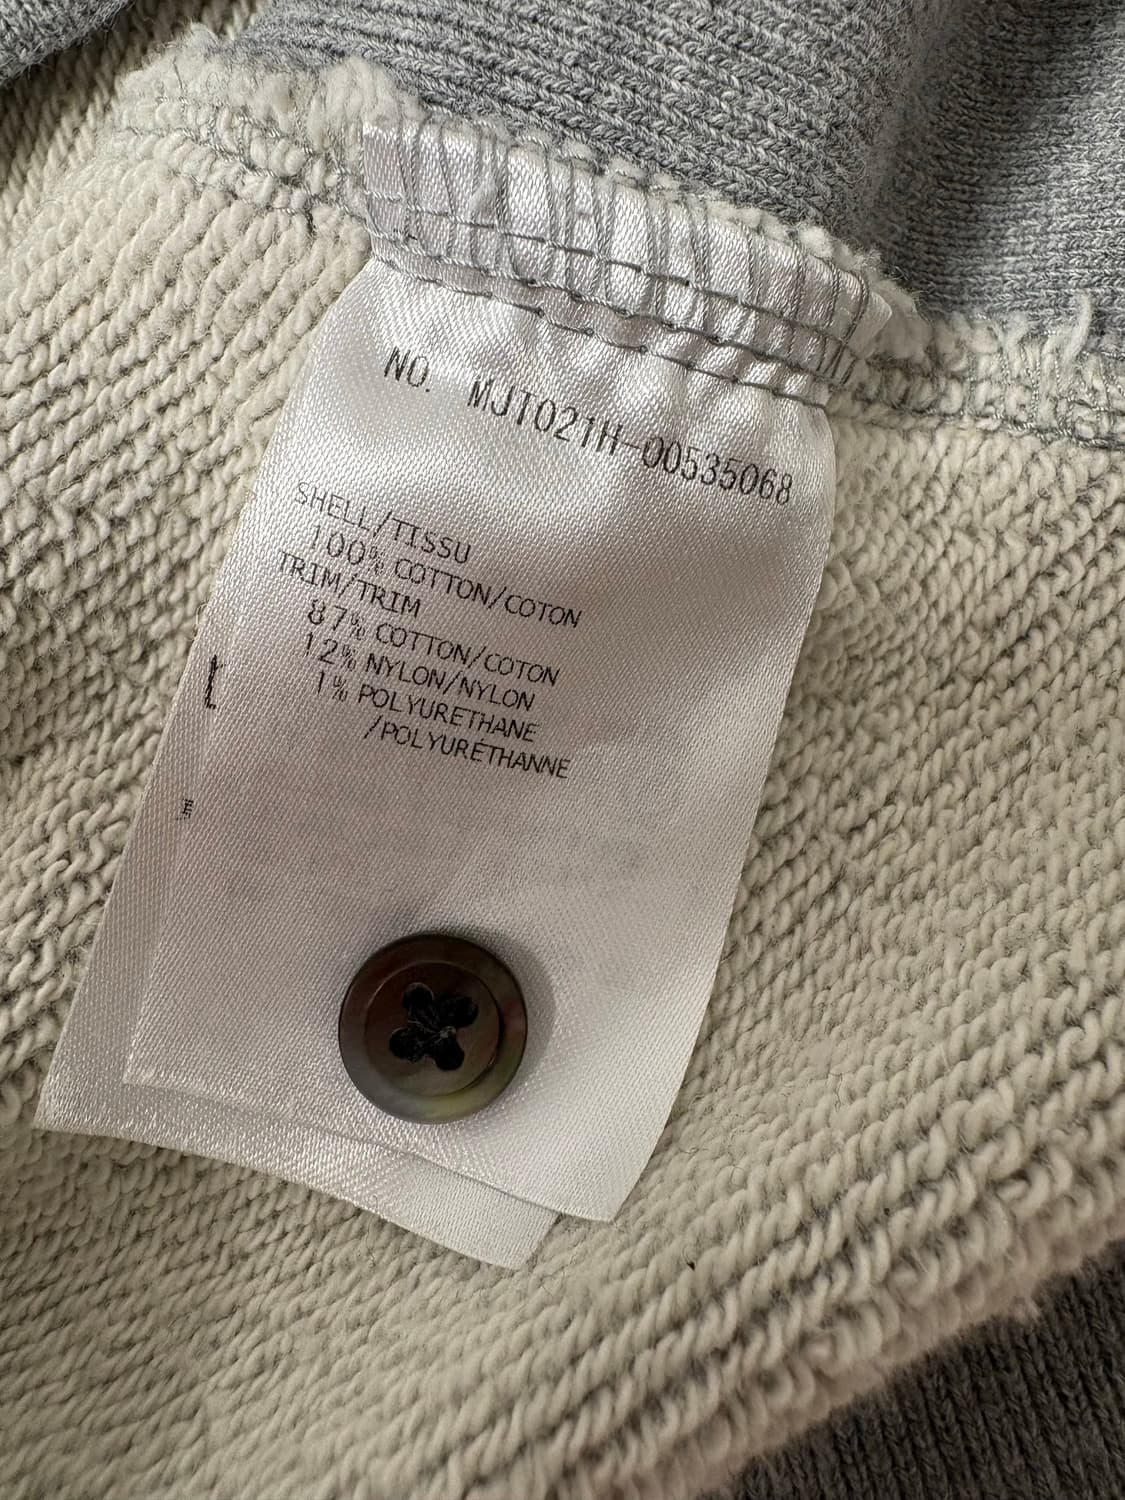 NO. MJT021H-00535068
SHELL/TISSU
100% COTTON/COTON
TRIM/TRIM
87% COTTON/COTON
12% NYLON/NYLON
1% POLYURETHANE
/POLYURÉTHANNE